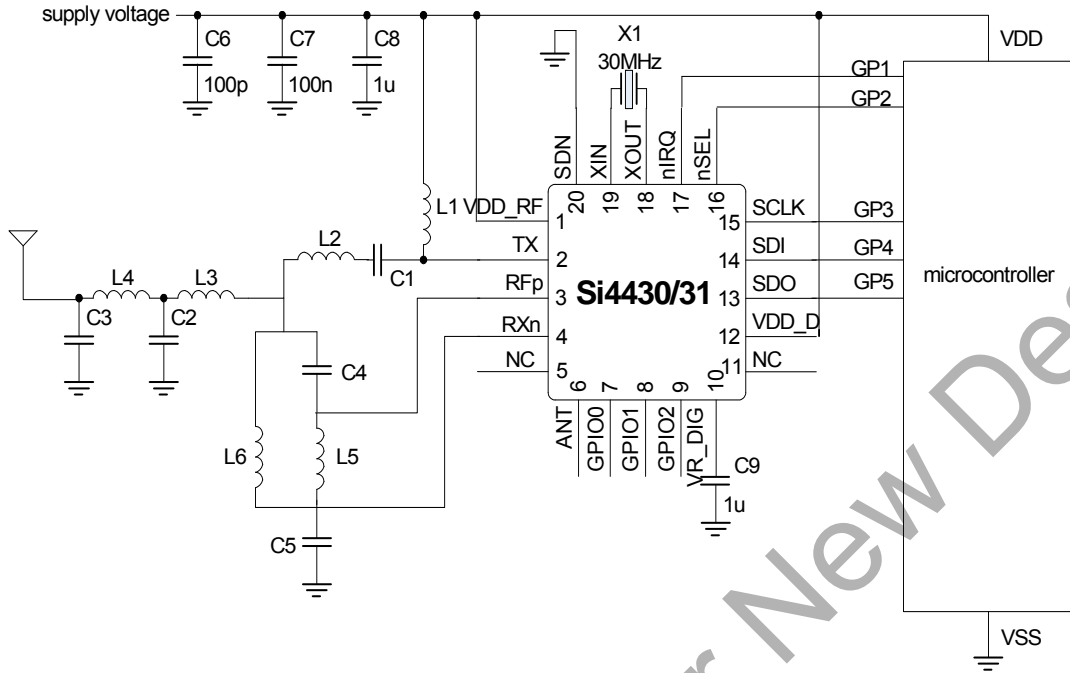 supply voltage
C6
100p
C7
100n
C8
1u
X1
30MHz
VDD
GP1
GP2
SDN
XIN
XOUT
nIRQ
nSEL
20
19
18
17
16
L1
VDD_RF
1
TX
2
RFp
3
RXn
4
NC
5
Si4430/31
15
SCLK
GP3
14
SDI
GP4
13
SDO
GP5
12
VDD_D
11
NC
microcontroller
L2
C1
L4
L3
C3
C2
C4
L6
L5
C5
6
7
8
9
10
ANT
GPIO0
GPIO1
GPIO2
VR_DIG
C9
1u
VSS
r New Des